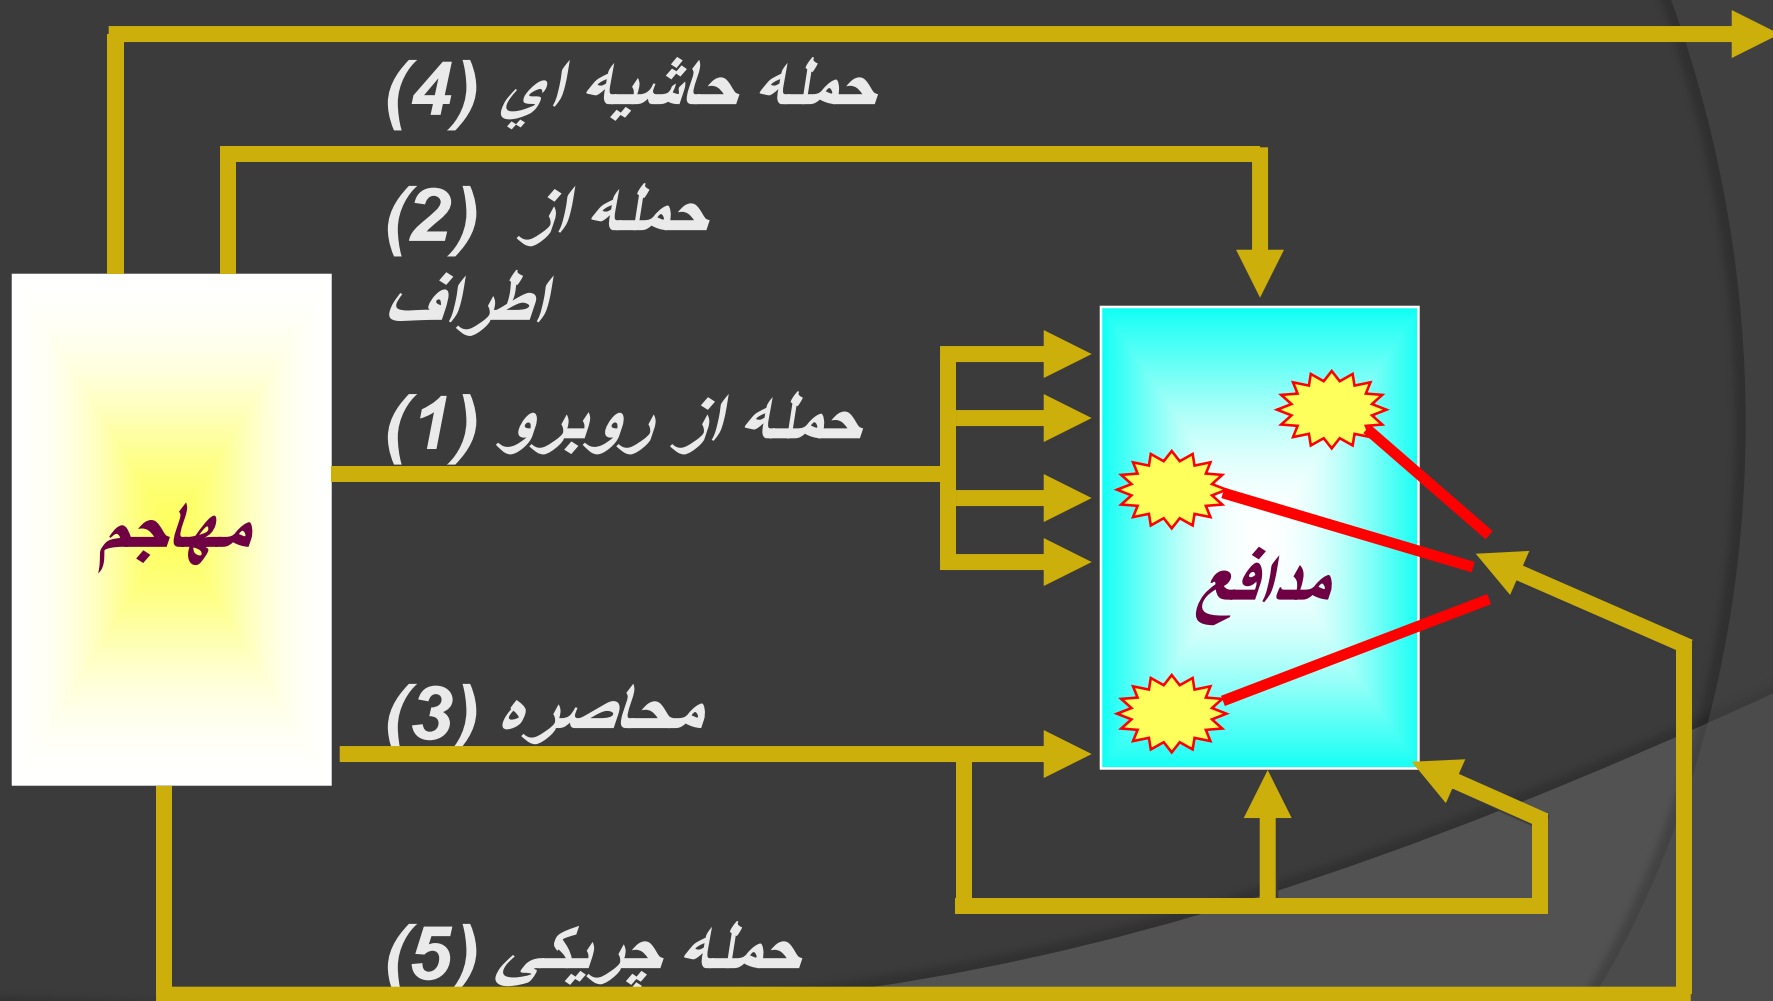 (4) حمله حاشيه اي
(2) حمله از
اطراف
(1) حمله از روبرو
مهاجم
مدافع
(3) محاصره
(5) حمله چریکی